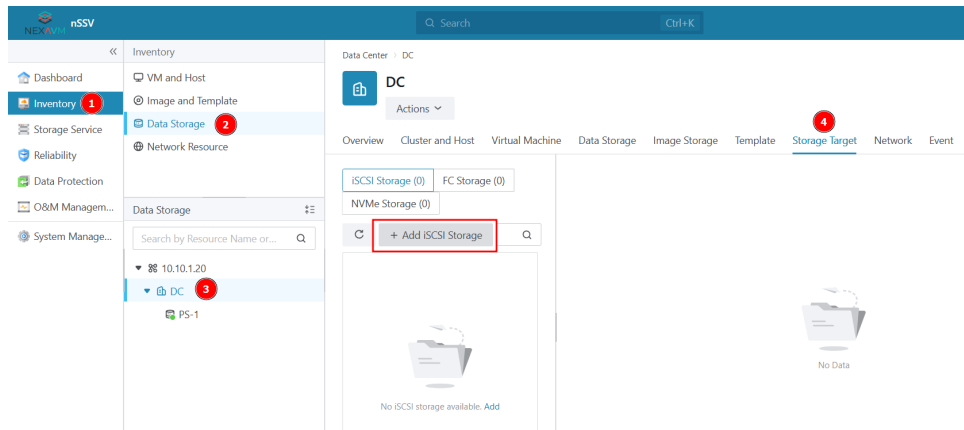 NEXAVM nSSV
Search Ctrl+K
Dashboard
Inventory 1
Storage Service
Reliability
Data Protection
O&M Managem...
System Manage...
Inventory
VM and Host
Image and Template
Data Storage 2
Network Resource
Data Storage
Search by Resource Name or...
10.10.1.20
DC 3
PS-1
Data Center > DC
DC
Actions
4
Overview Cluster and Host Virtual Machine Data Storage Image Storage Template Storage Target Network Event
iSCSI Storage (0) FC Storage (0)
NVMe Storage (0)
+ Add iSCSI Storage
No iSCSI storage available. Add
No Data